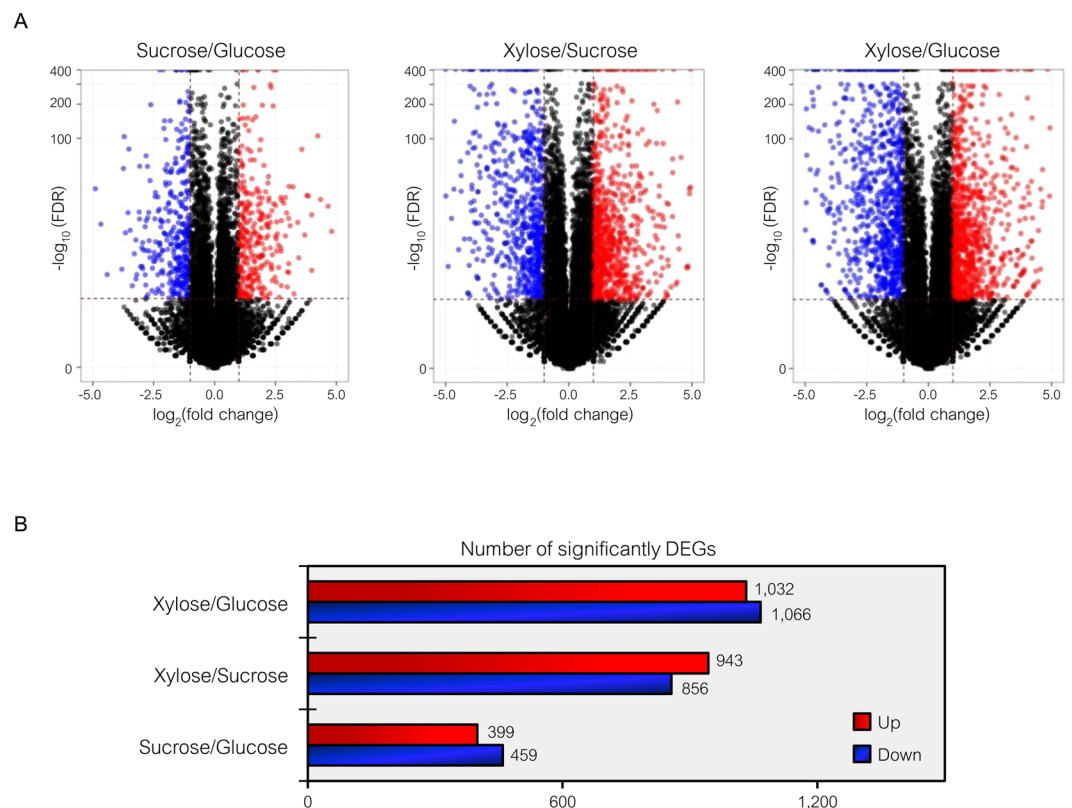 A
Sucrose/Glucose
Xylose/Sucrose
Xylose/Glucose
400
200
100
0
-log10 (FDR)
-5.0 -2.5 0.0 2.5 5.0
log2(fold change)
400
200
100
0
-log10 (FDR)
-5.0 -2.5 0.0 2.5 5.0
log2(fold change)
400
200
100
0
-log10 (FDR)
-5.0 -2.5 0.0 2.5 5.0
log2(fold change)
B
Number of significantly DEGs
Xylose/Glucose
1,032
1,066
Xylose/Sucrose
943
856
Sucrose/Glucose
399
459
Up
Down
0 600 1.200